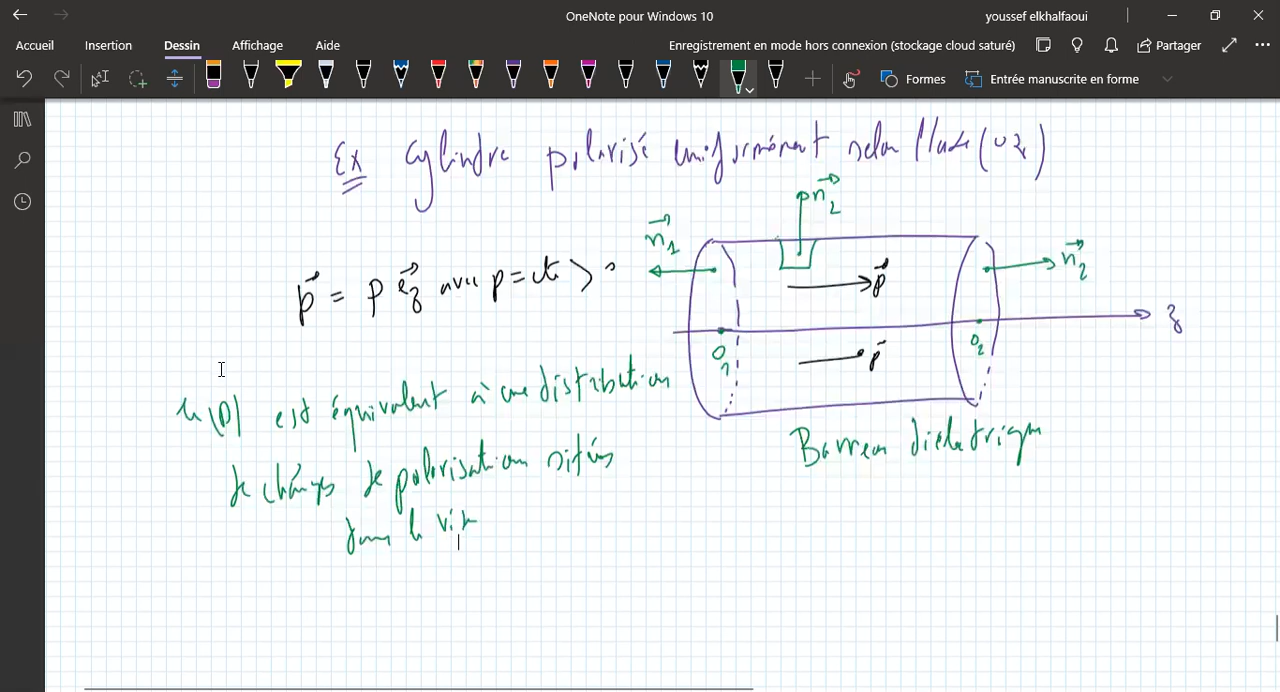 OneNote pour Windows 10
youssef elkhalfaoui
Accueil Insertion Dessin Affichage Aide
Enregistrement en mode hors connexion (stockage cloud saturé) Partager
Formes Entrée manuscrite en forme
Ex Cylindre polarisé uniformément selon l'axe (oz)
n⃗₁ n⃗₂ n⃗₂
p⃗ = p e⃗z avec p = cte > 0
p⃗
z
p⃗
O₁ O₂
(D) est équivalent à une distribution
de charges de polarisation situées
dans le vide
Barreau diélectrique